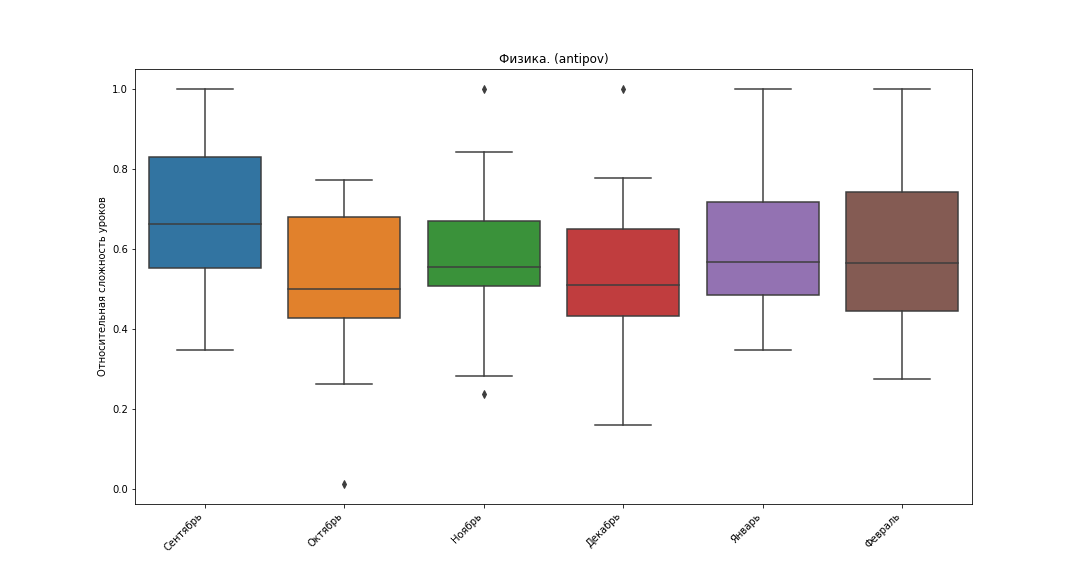 Физика. (antipov)
Относительная сложность уроков
1.0
0.8
0.6
0.4
0.2
0.0
Сентябрь
Октябрь
Ноябрь
Декабрь
Январь
Февраль